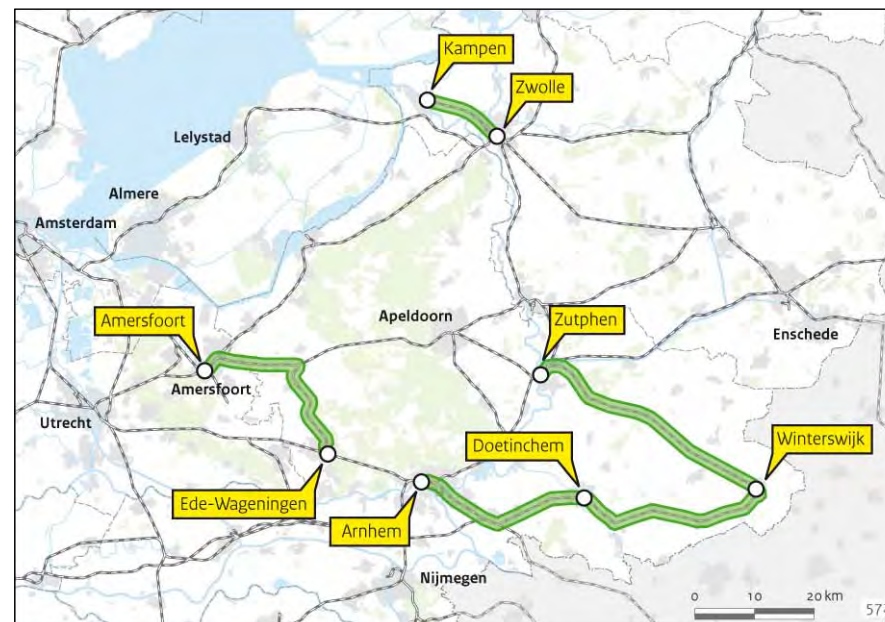 Kampen
Zwolle
Lelystad
Almere
Amsterdam
Amersfoort
Apeldoorn
Zutphen
Enschede
Amersfoort
Utrecht
Doetinchem
Winterswijk
Ede-Wageningen
Arnhem
Nijmegen
0 10 20 km